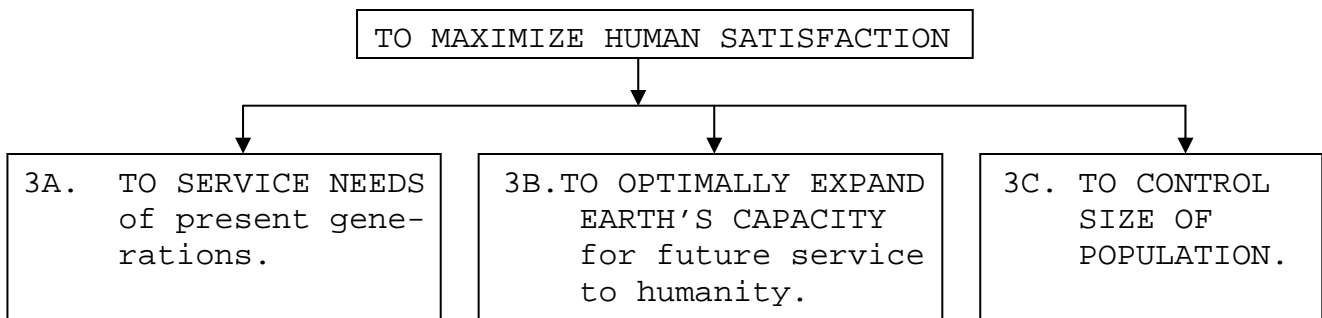 TO MAXIMIZE HUMAN SATISFACTION
3A. TO SERVICE NEEDS
of present gene-
rations.
3B.TO OPTIMALLY EXPAND
EARTH'S CAPACITY
for future service
to humanity.
3C. TO CONTROL
SIZE OF
POPULATION.